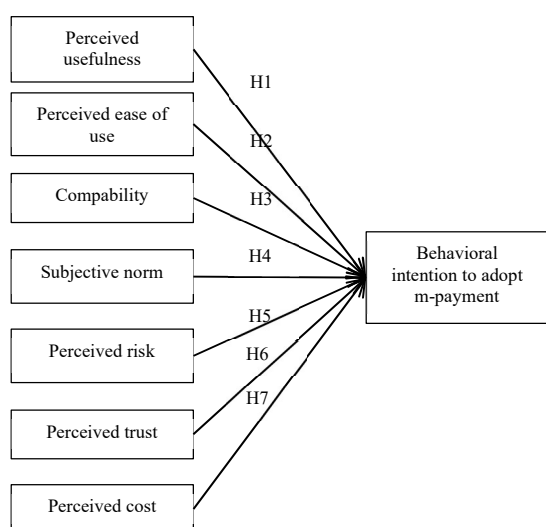 Perceived
usefulness
H1
Perceived ease of
use
H2
Compability
H3
Subjective norm
H4
Behavioral
intention to adopt
m-payment
Perceived risk
H5
Perceived trust
H6
Perceived cost
H7